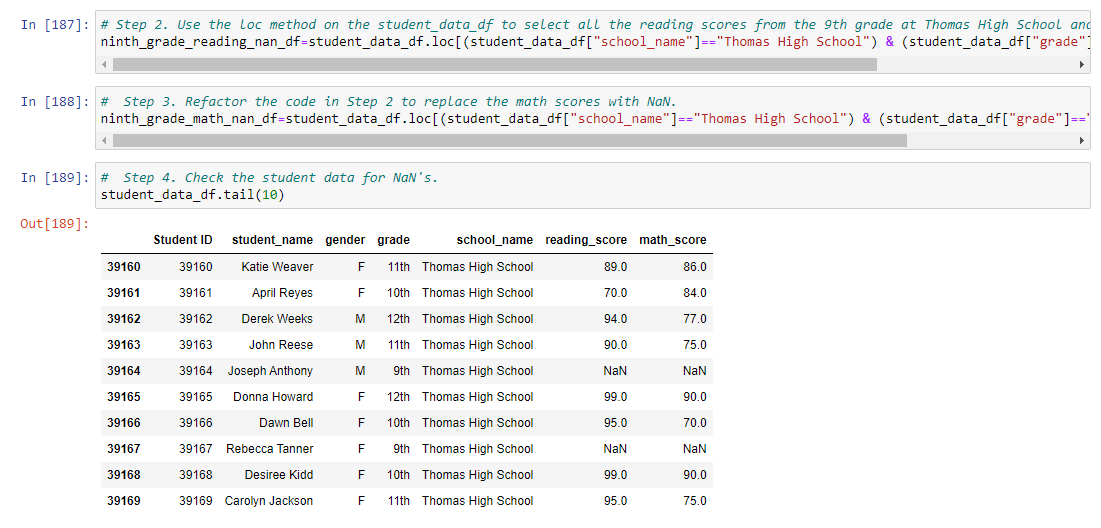 In [187]: # Step 2. Use the loc method on the student_data_df to select all the reading scores from the 9th grade at Thomas High School and
ninth_grade_reading_nan_df=student_data_df.loc[(student_data_df["school_name"]=="Thomas High School") & (student_data_df["grade"]
In [188]: #  Step 3. Refactor the code in Step 2 to replace the math scores with NaN.
ninth_grade_math_nan_df=student_data_df.loc[(student_data_df["school_name"]=="Thomas High School") & (student_data_df["grade"]=="
In [189]: #  Step 4. Check the student data for NaN's.
student_data_df.tail(10)
Out[189]:
Student ID student_name gender grade school_name reading_score math_score
39160 39160 Katie Weaver F 11th Thomas High School 89.0 86.0
39161 39161 April Reyes F 10th Thomas High School 70.0 84.0
39162 39162 Derek Weeks M 12th Thomas High School 94.0 77.0
39163 39163 John Reese M 11th Thomas High School 90.0 75.0
39164 39164 Joseph Anthony M 9th Thomas High School NaN NaN
39165 39165 Donna Howard F 12th Thomas High School 99.0 90.0
39166 39166 Dawn Bell F 10th Thomas High School 95.0 70.0
39167 39167 Rebecca Tanner F 9th Thomas High School NaN NaN
39168 39168 Desiree Kidd F 10th Thomas High School 99.0 90.0
39169 39169 Carolyn Jackson F 11th Thomas High School 95.0 75.0